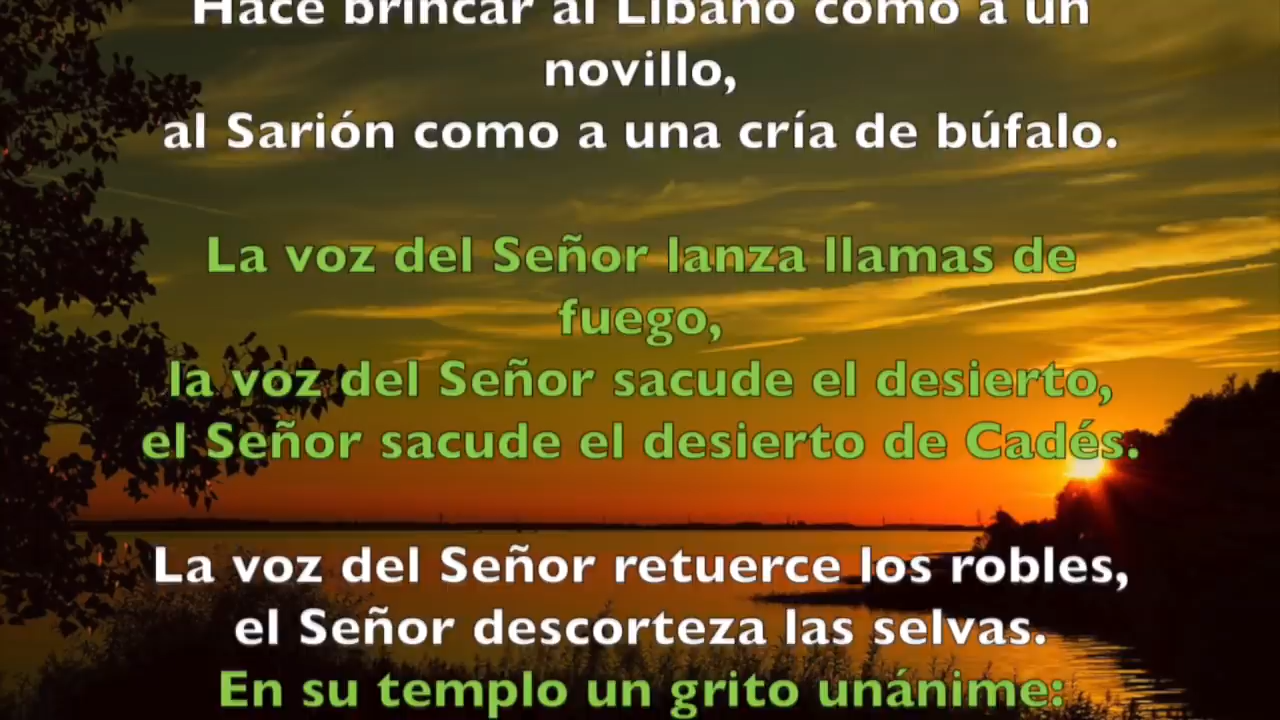 Hace brincar al Líbano como a un
novillo,
al Sarión como a una cría de búfalo.
La voz del Señor lanza llamas de
fuego,
la voz del Señor sacude el desierto,
el Señor sacude el desierto de Cadés.
La voz del Señor retuerce los robles,
el Señor descorteza las selvas.
En su templo un grito unánime: